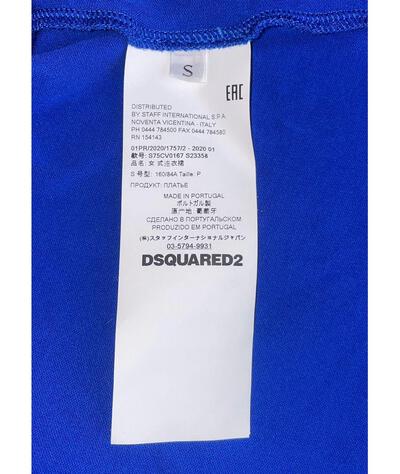 S
EAC
DISTRIBUTED
BY STAFF INTERNATIONAL S.P.A.
NOVENTA VICENTINA - ITALY
PH 0444 784500 FAX 0444 784580
RN 154143
01PR/2020/1757/2 - 2020 01
款号: S75CV0167 S23354
品名: 女式连衣裙
S 号型: 160/84A Taille: P
ПРОДУКТ: ПЛАТЬЕ
MADE IN PORTUGAL
ポルトガル製
原产地: 葡萄牙
СДЕЛАНО В ПОРТУГАЛЬСКОМ
PRODUZIDO EM PORTUGAL
(株)スタッフインターナショナルジャパン
03-5794-9931
DSQUARED2